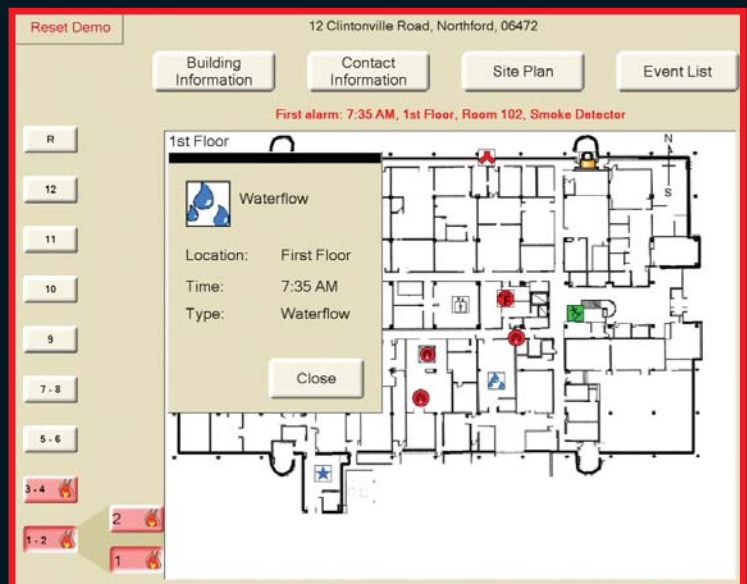 Reset Demo
12 Clintonville Road, Northford, 06472
Building
Information
Contact
Information
Site Plan
Event List
First alarm: 7:35 AM, 1st Floor, Room 102, Smoke Detector
R
12
11
10
9
7 - 8
5 - 6
3 - 4
1 - 2
2
1
1st Floor
Waterflow
Location: First Floor
Time: 7:35 AM
Type: Waterflow
Close
N
S
F